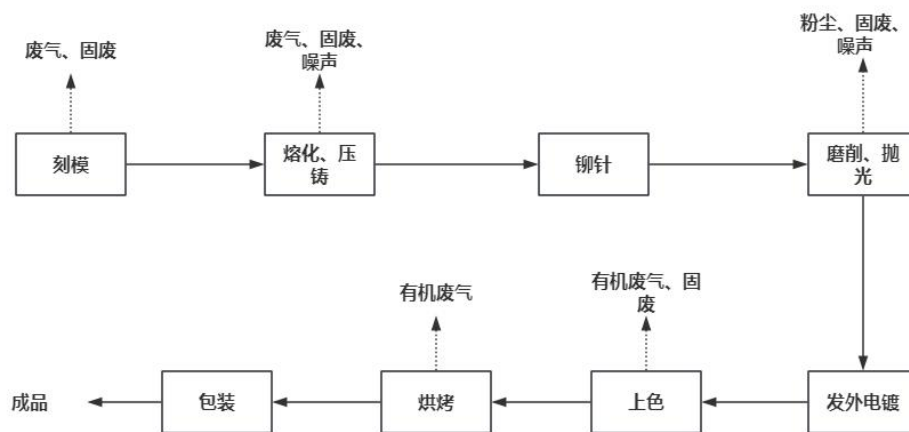 废气、固废
废气、固废、
噪声
粉尘、固废、
噪声
刻模
熔化、压
铸
铆针
磨削、抛
光
有机废气
有机废气、固
废
成品
包装
烘烤
上色
发外电镀